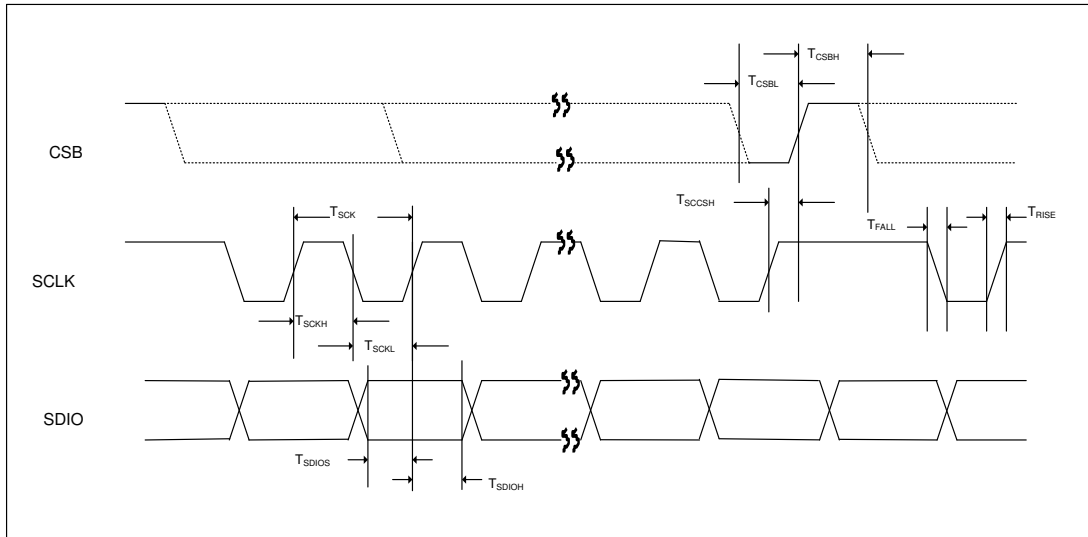 T_CSBH
T_CSBL
CSB
T_SCCSH
T_SCK
T_FALL
T_RISE
SCLK
T_SCKH
T_SCKL
SDIO
T_SDIOS
T_SDIOH